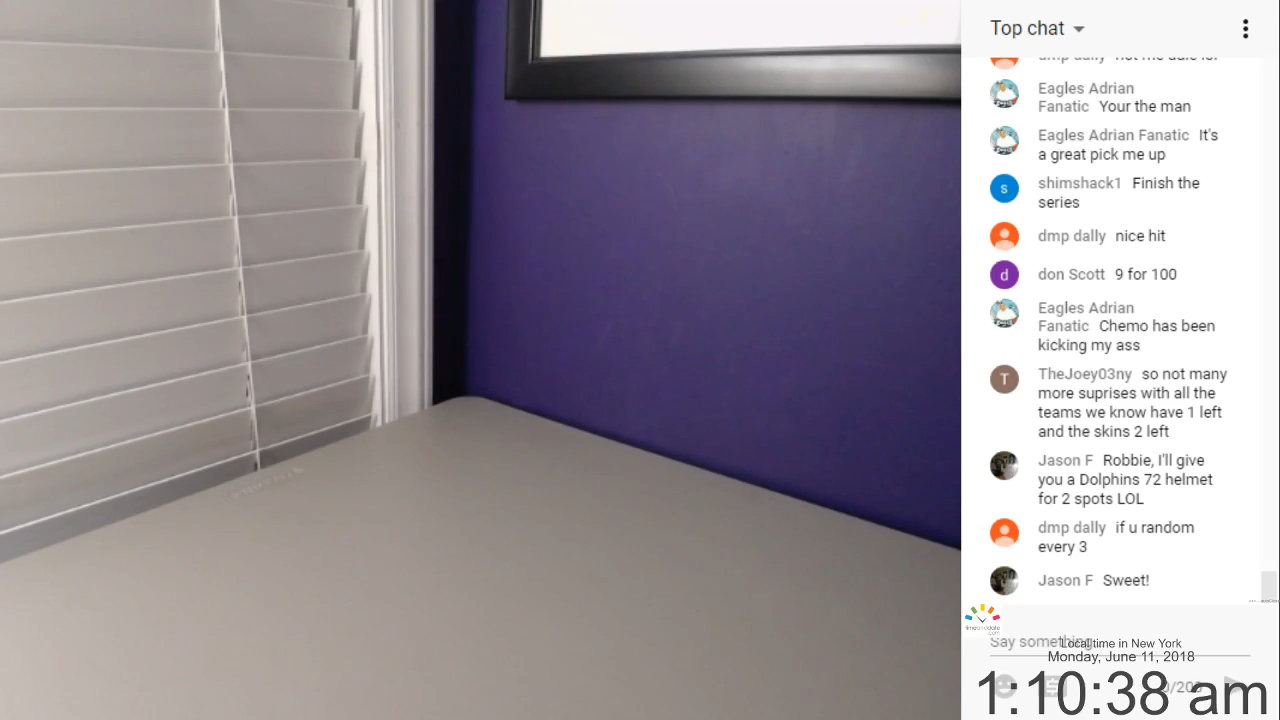 Top chat
Eagles Adrian
Fanatic Your the man
Eagles Adrian Fanatic It's
a great pick me up
s
shimshack1 Finish the
series
dmp dally nice hit
d
don Scott 9 for 100
Eagles Adrian
Fanatic Chemo has been
kicking my ass
T
TheJoey03ny so not many
more suprises with all the
teams we know have 1 left
and the skins 2 left
Jason F Robbie, I'll give
you a Dolphins 72 helmet
for 2 spots LOL
dmp dally if u random
every 3
Jason F Sweet!
Say something...
Local time in New York
Monday, June 11, 2018
1:10:38 am